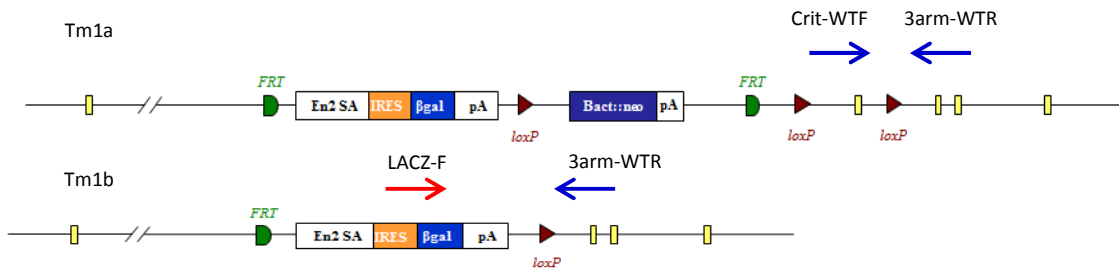 Crit-WTF 3arm-WTR
Tm1a
FRT FRT
En2 SA IRES βgal pA Bact::neo pA
loxP loxP loxP
LACZ-F 3arm-WTR
Tm1b
FRT
En2 SA IRES βgal pA
loxP